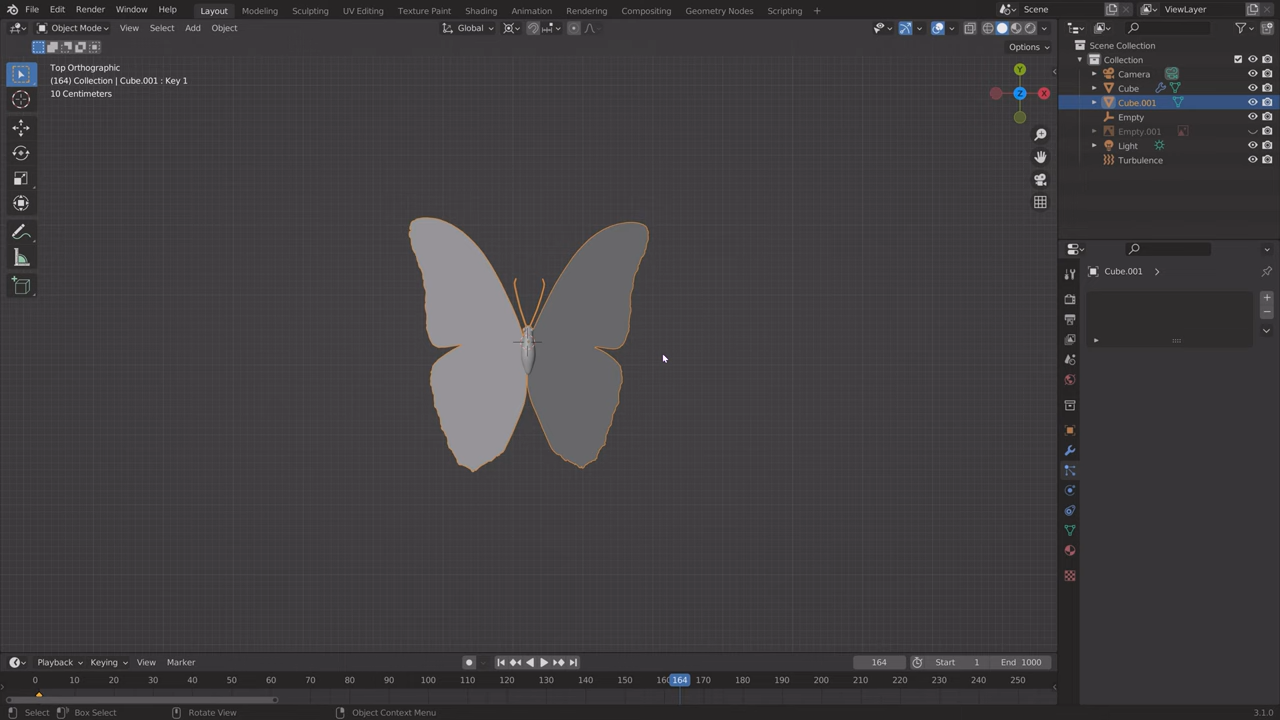 File Edit Render Window Help Layout Modeling Sculpting UV Editing Texture Paint Shading Animation Rendering Compositing Geometry Nodes Scripting + Scene ViewLayer
Object Mode View Select Add Object Global
Options
Top Orthographic
(164) Collection | Cube.001 : Key 1
10 Centimeters
Y
Z
X
Scene Collection
Collection
Camera
Cube
Cube.001
Empty
Empty.001
Light
Turbulence
Cube.001
Playback Keying View Marker 164 Start 1 End 1000
0 10 20 30 40 50 60 70 80 90 100 110 120 130 140 150 164 170 180 190 200 210 220 230 240 250
Select Box Select Rotate View Object Context Menu 3.1.0